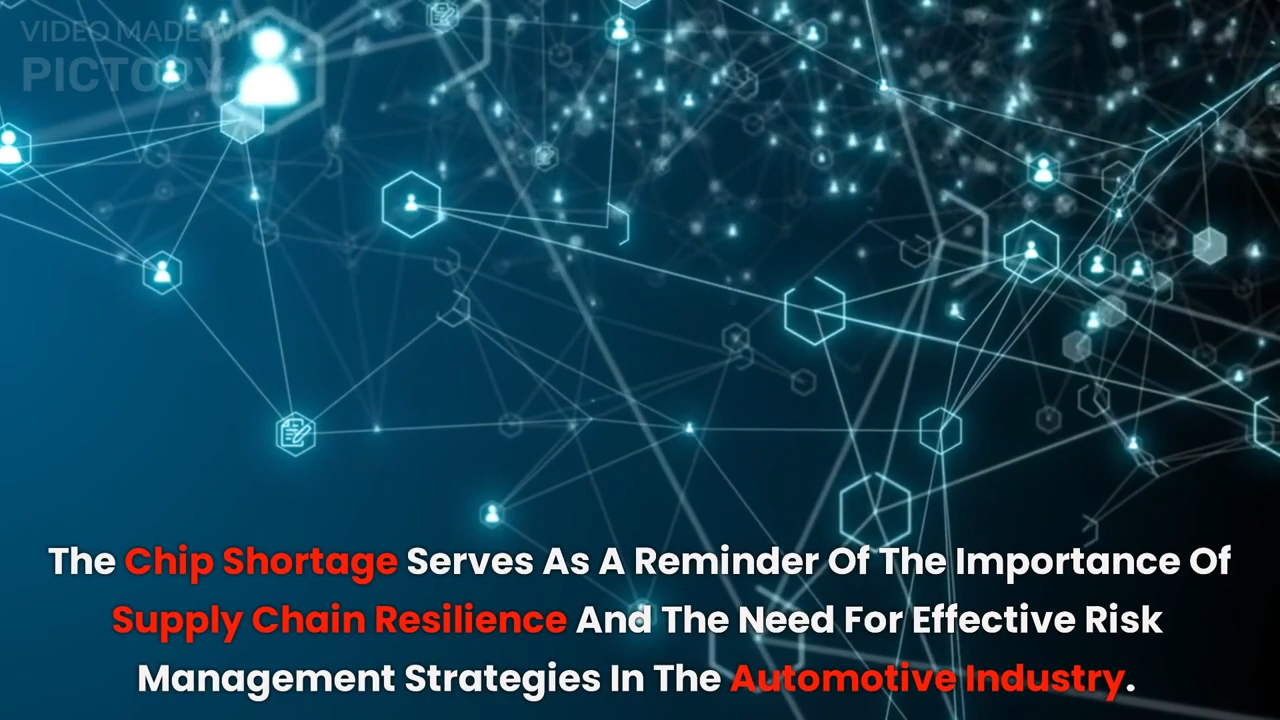 VIDEO MADE WITH
PICTORY
The Chip Shortage Serves As A Reminder Of The Importance Of
Supply Chain Resilience And The Need For Effective Risk
Management Strategies In The Automotive Industry.